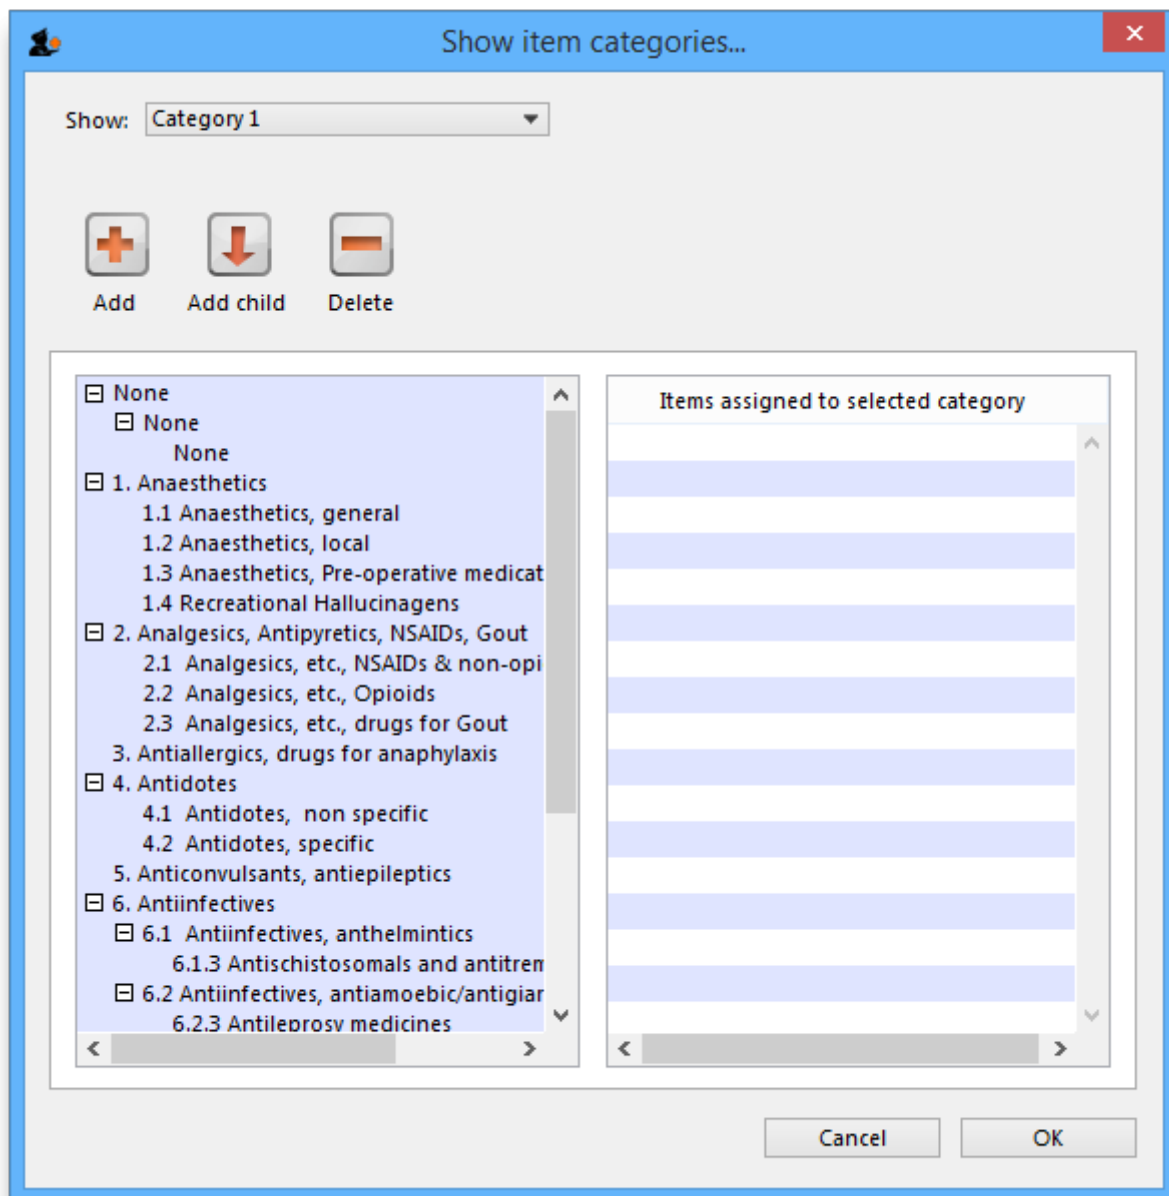 Show item categories...
Show: Category 1
Add Add child Delete
None
None
None
1. Anaesthetics
1.1 Anaesthetics, general
1.2 Anaesthetics, local
1.3 Anaesthetics, Pre-operative medicat
1.4 Recreational Hallucinagens
2. Analgesics, Antipyretics, NSAIDs, Gout
2.1 Analgesics, etc., NSAIDs & non-opi
2.2 Analgesics, etc., Opioids
2.3 Analgesics, etc., drugs for Gout
3. Antiallergics, drugs for anaphylaxis
4. Antidotes
4.1 Antidotes, non specific
4.2 Antidotes, specific
5. Anticonvulsants, antiepileptics
6. Antiinfectives
6.1 Antiinfectives, anthelmintics
6.1.3 Antischistosomals and antitrem
6.2 Antiinfectives, antiamoebic/antigiar
6.2.3 Antileprosy medicines
Items assigned to selected category
Cancel OK